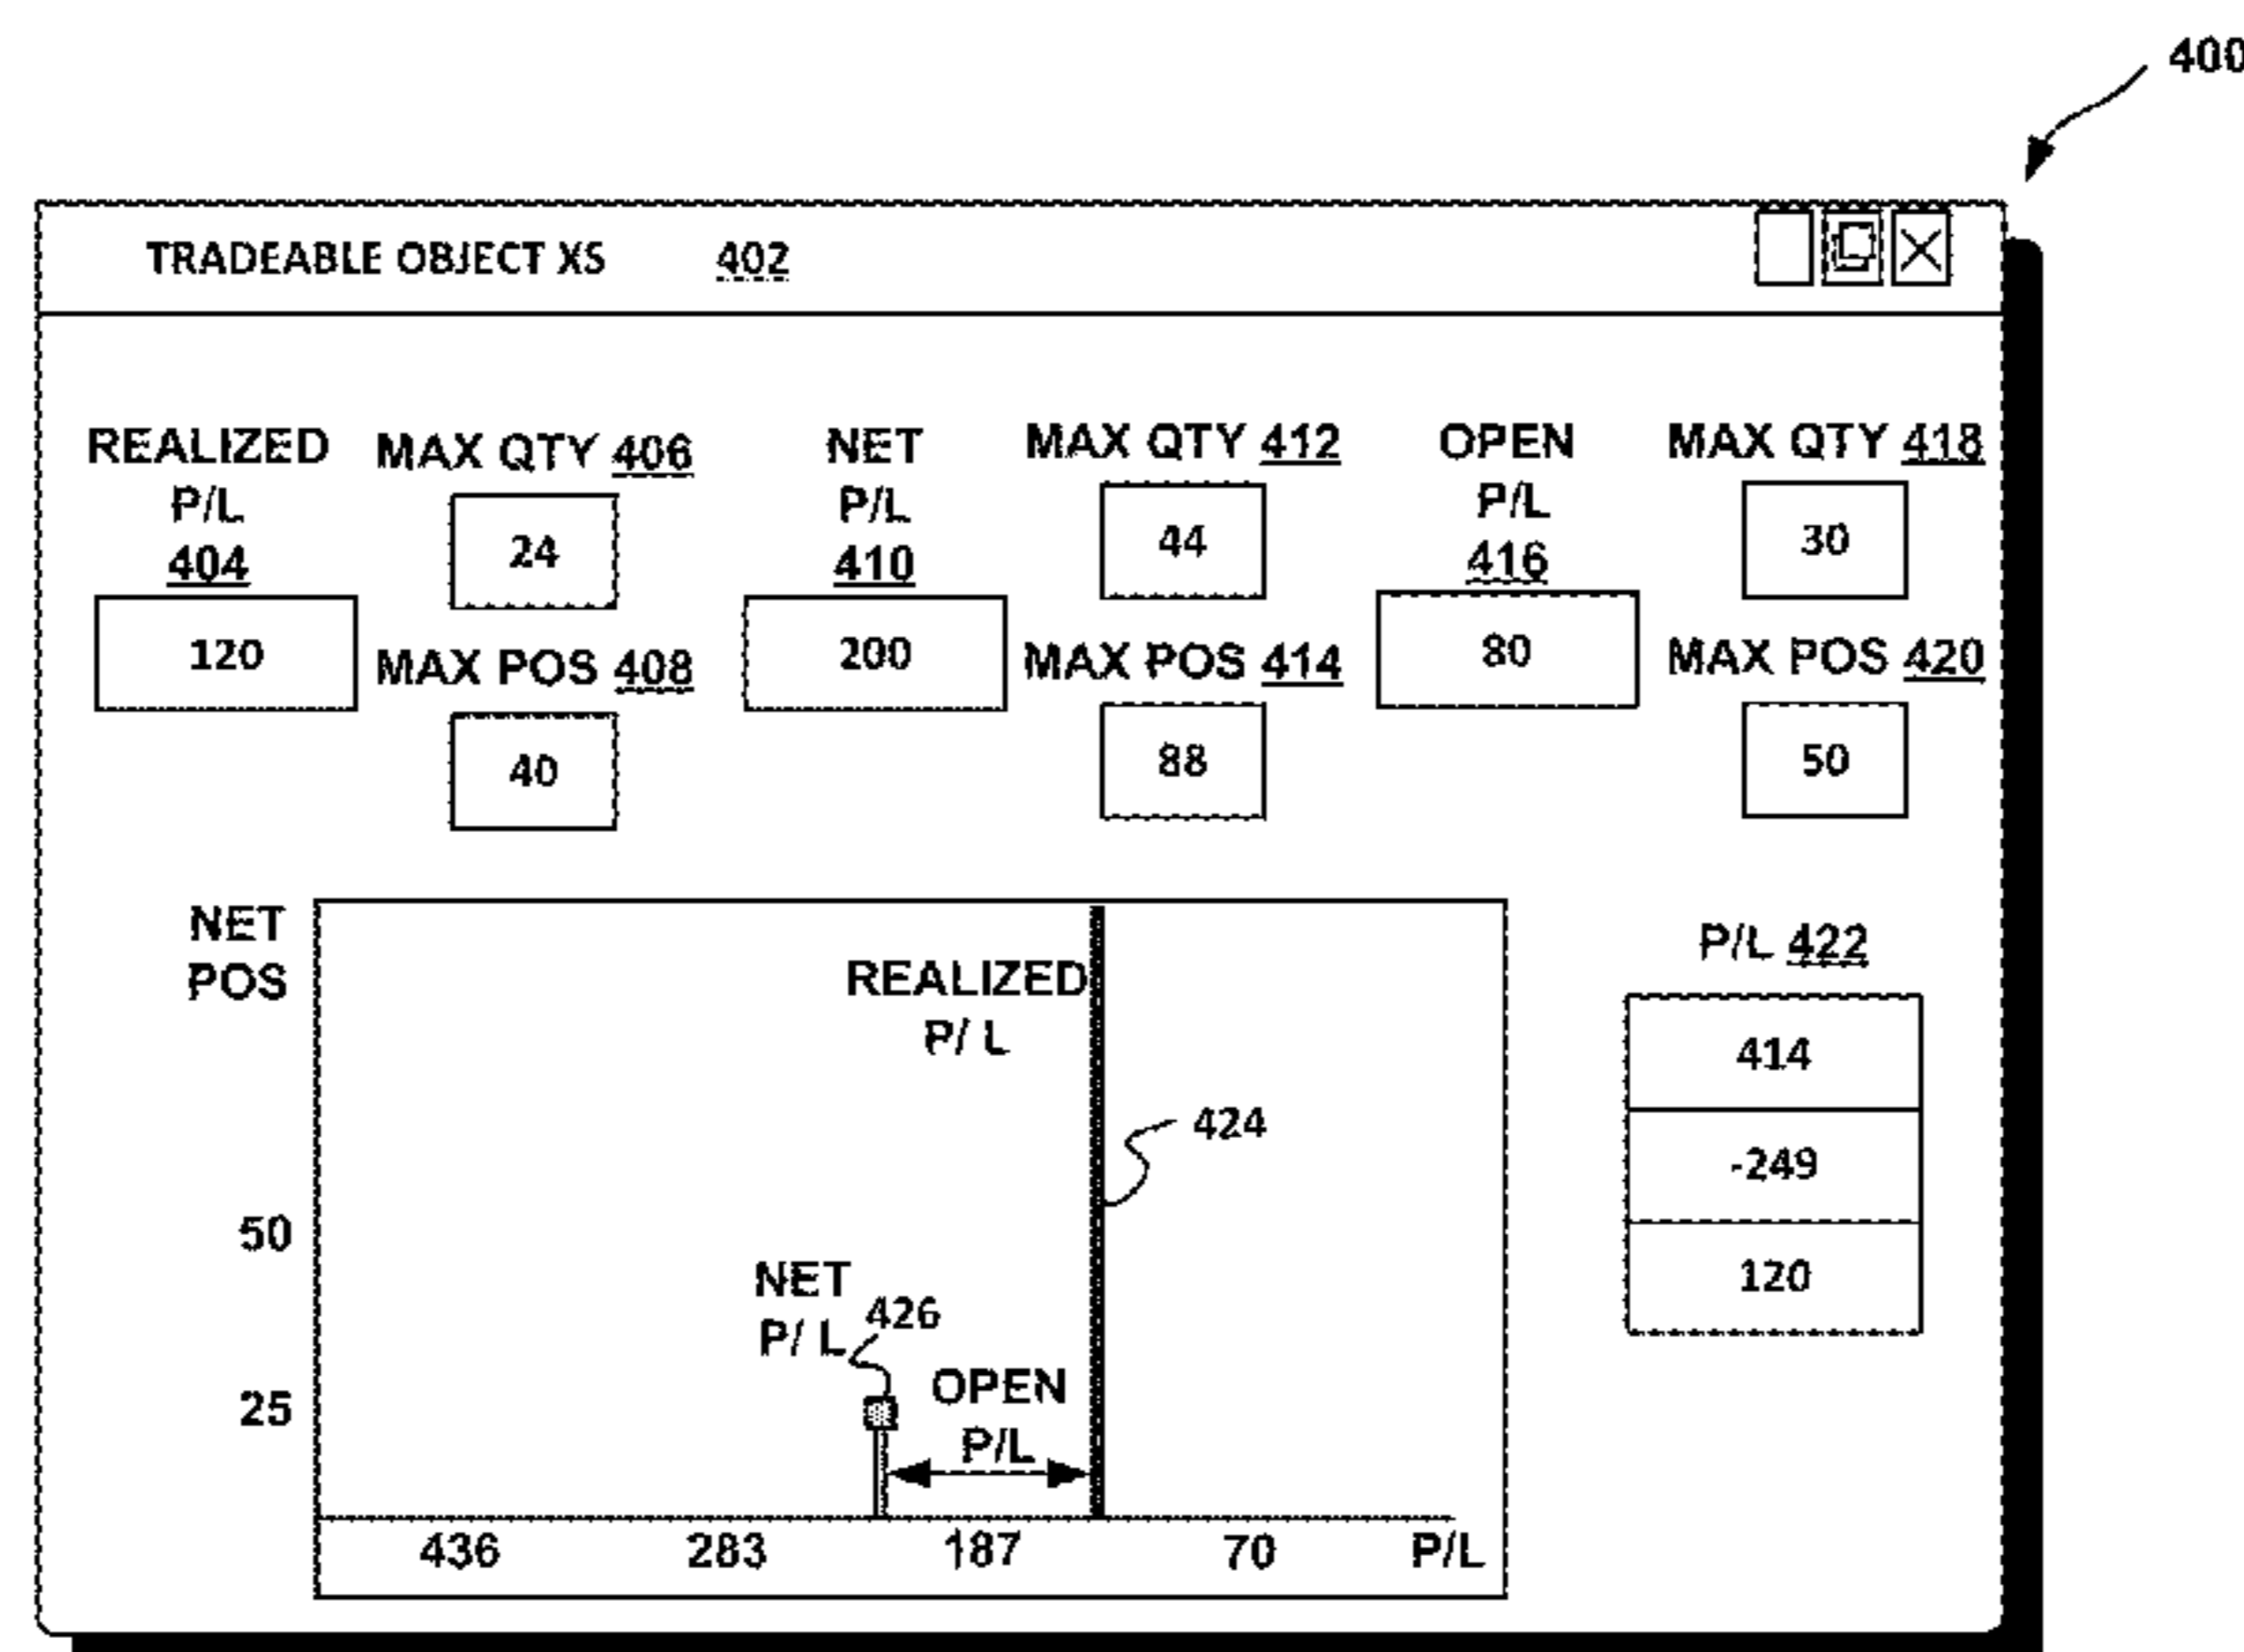 400
TRADEABLE OBJECT XS 402
REALIZED
P/L
404
120
MAX QTY 406
24
MAX POS 408
40
NET
P/L
410
200
MAX QTY 412
44
MAX POS 414
88
OPEN
P/L
416
80
MAX QTY 418
30
MAX POS 420
50
NET
POS
50
25
REALIZED
P/ L
424
NET
P/ L
426
OPEN
P/L
436 283 187 70 P/L
P/L 422
414
-249
120